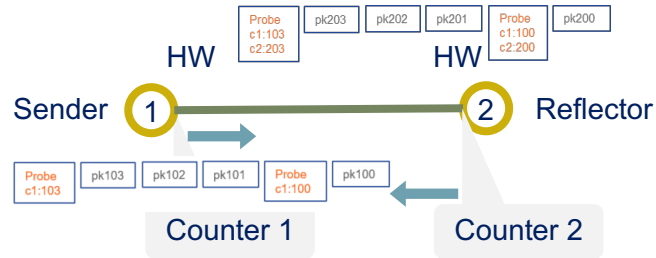 Probe
c1:103
c2:203
pk203
pk202
pk201
Probe
c1:100
c2:200
pk200
HW
HW
Sender
1
2
Reflector
Probe
c1:103
pk103
pk102
pk101
Probe
c1:100
pk100
Counter 1
Counter 2